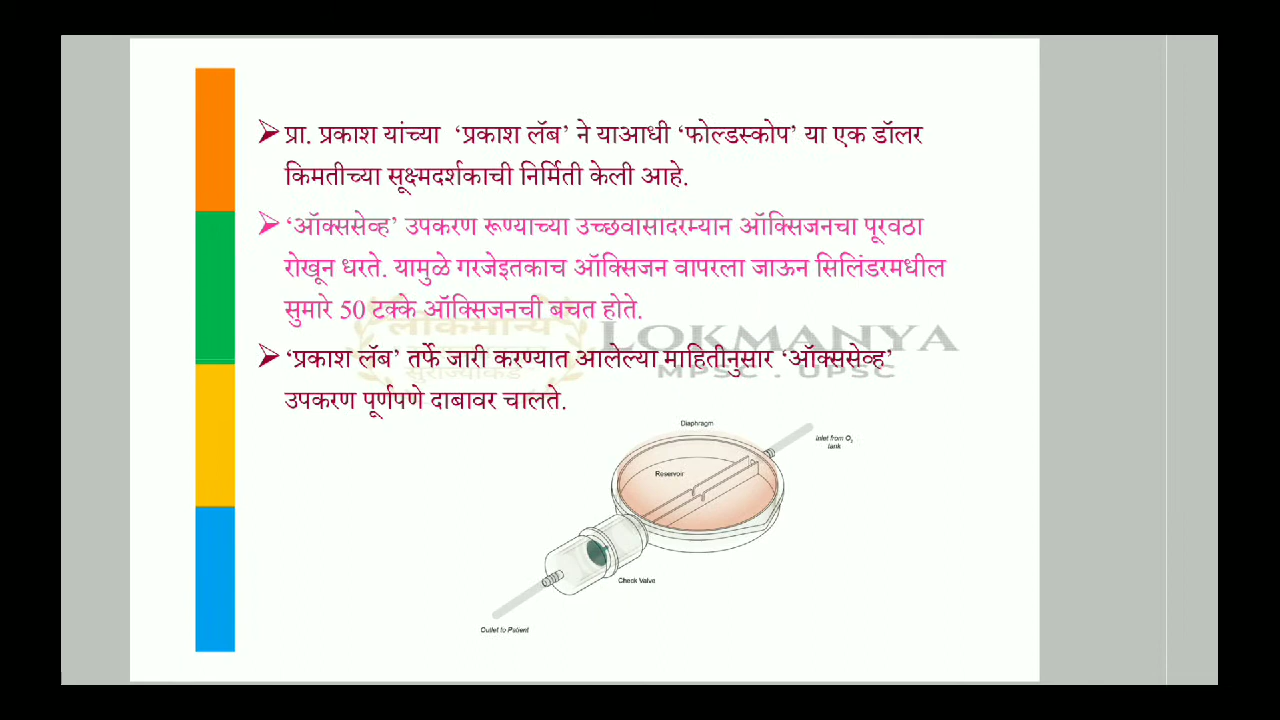 प्रा. प्रकाश यांच्या ‘प्रकाश लॅब’ ने याआधी ‘फोल्डस्कोप’ या एक डॉलर
किमतीच्या सूक्ष्मदर्शकाची निर्मिती केली आहे.
‘ऑक्ससेव्ह’ उपकरण रूण्याच्या उच्छवासादरम्यान ऑक्सिजनचा पूरवठा
रोखून धरते. यामुळे गरजेइतकाच ऑक्सिजन वापरला जाऊन सिलिंडरमधील
सुमारे 50 टक्के ऑक्सिजनची बचत होते.
लोकमान्य LOKMANYA
‘प्रकाश लॅब’ तर्फे जारी करण्यात आलेल्या माहितीनुसार ‘ऑक्ससेव्ह’
MPSC . UPSC
उपकरण पूर्णपणे दाबावर चालते.
Diaphragm
Inlet from O2
tank
Reservoir
Check Valve
Outlet to Patient